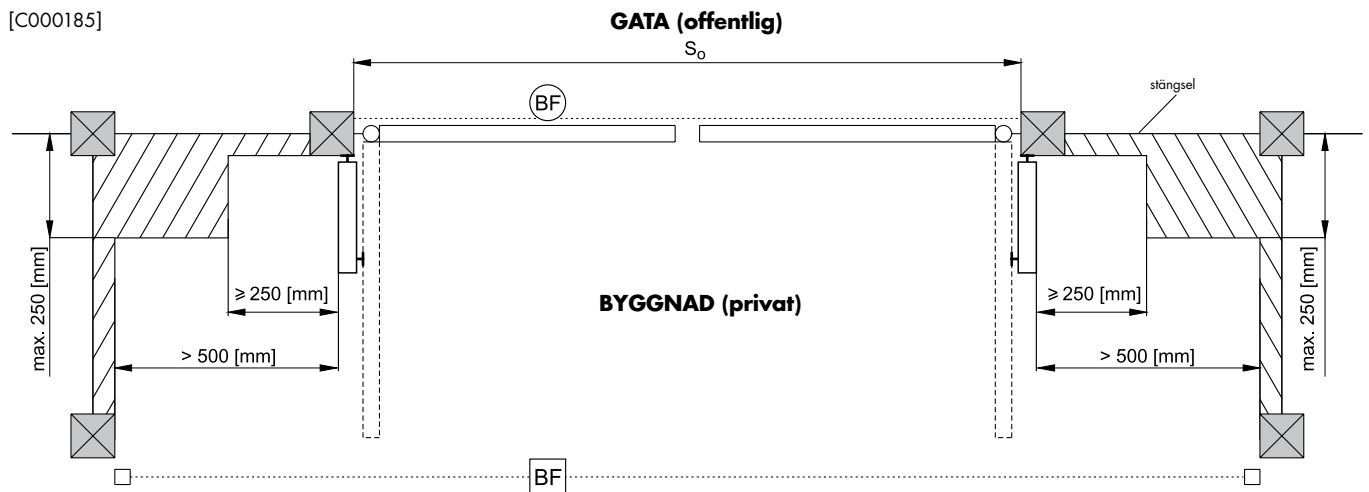 [C000185]
GATA (offentlig)
So
BF
stängsel
max. 250 [mm]
≥ 250 [mm]
> 500 [mm]
BYGGNAD (privat)
≥ 250 [mm]
> 500 [mm]
max. 250 [mm]
BF